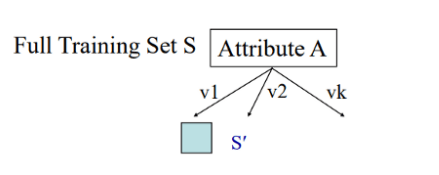 Full Training Set S Attribute A
v1 v2 vk
S′